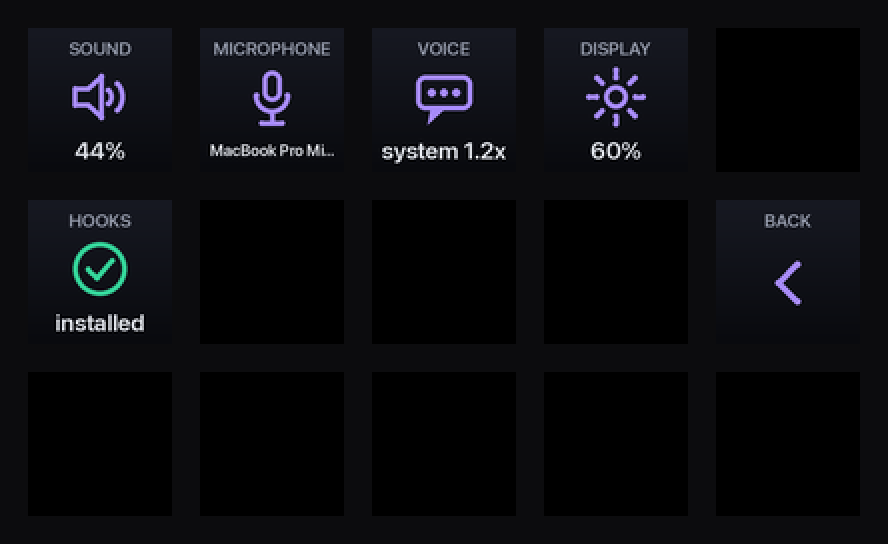 SOUND
MICROPHONE
VOICE
DISPLAY
44%
MacBook Pro Mi...
system 1.2x
60%
HOOKS
BACK
installed